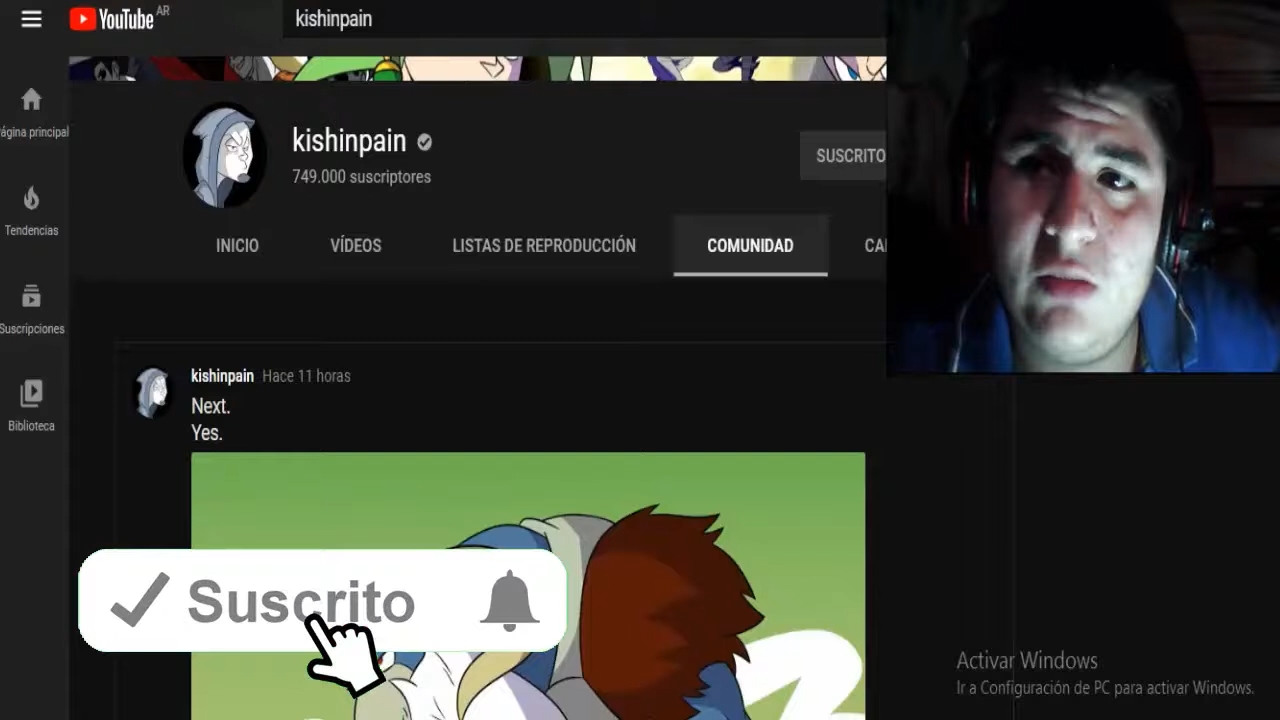 YouTube AR
kishinpain
kishinpain
749.000 suscriptores
SUSCRITO
INICIO
VÍDEOS
LISTAS DE REPRODUCCIÓN
COMUNIDAD
CA
ágina principal
Tendencias
Suscripciones
Biblioteca
kishinpain Hace 11 horas
Next.
Yes.
Suscrito
Activar Windows
Ir a Configuración de PC para activar Windows.